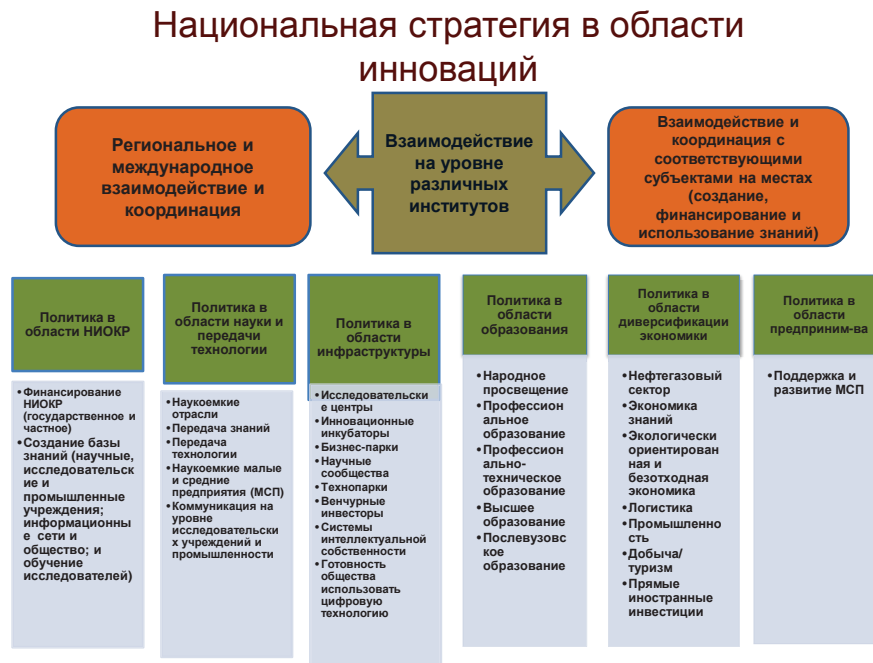 Национальная стратегия в области
инноваций
Региональное и
международное
взаимодействие и
координация
Взаимодействие
на уровне
различных
институтов
Взаимодействие и
координация с
соответствующими
субъектами на местах
(создание,
финансирование и
использование знаний)
Политика в
области НИОКР
•Финансирование
НИОКР
(государственное и
частное)
•Создание базы
знаний (научные,
исследовательск
ие и
промышленные
учреждения;
информационны
е сети и
общество; и
обучение
исследователей)
Политика в
области науки и
передачи
технологии
•Наукоемкие
отрасли
•Передача знаний
•Передача
технологии
•Наукоемкие малые
и средние
предприятия (МСП)
•Коммуникация на
уровне
исследовательски
х учреждений и
промышленности
Политика в
области
инфраструктуры
•Исследовательски
е центры
•Инновационные
инкубаторы
•Бизнес-парки
•Научные
сообщества
•Технопарки
•Венчурные
инвесторы
•Системы
интеллектуальной
собственности
•Готовность
общества
использовать
цифровую
технологию
Политика в
области
образования
•Народное
просвещение
•Профессион
альное
образование
•Профессион
ально-
техническое
образование
•Высшее
образование
•Послевузовс
кое
образование
Политика в
области
диверсификации
экономики
•Нефтегазовый
сектор
•Экономика
знаний
•Экологически
ориентирован
ная и
безотходная
экономика
•Логистика
•Промышленно
сть
•Добыча/
туризм
•Прямые
иностранные
инвестиции
Политика в
области
предприним-ва
•Поддержка и
развитие МСП